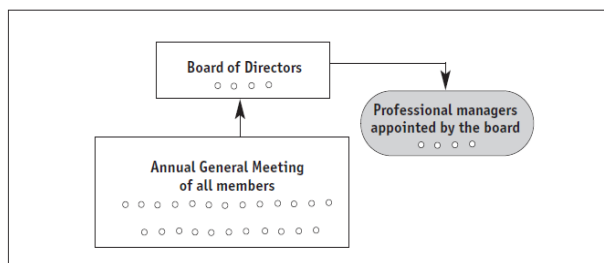 Board of Directors
Professional managers
appointed by the board
Annual General Meeting
of all members